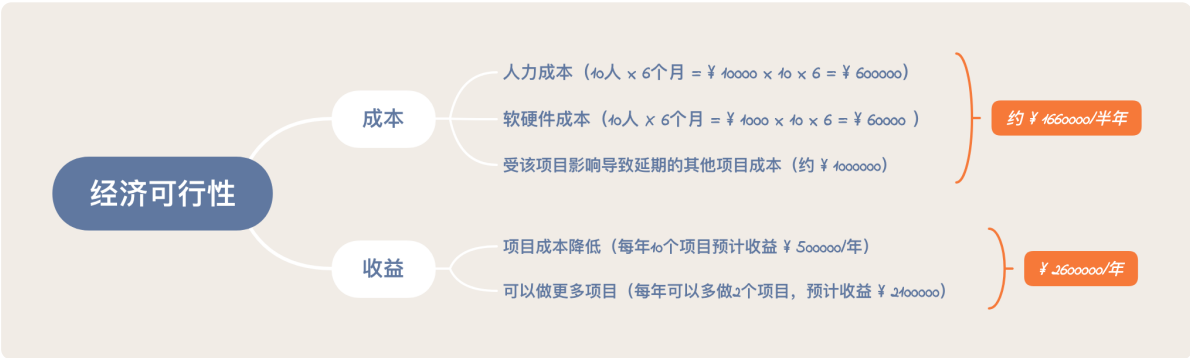 经济可行性
成本
人力成本（10人 x 6个月 = ¥ 10000 x 10 x 6 = ¥ 600000）
软硬件成本（10人 x 6个月 = ¥ 1000 x 10 x 6 = ¥ 60000 ）
受该项目影响导致延期的其他项目成本（约 ¥ 1000000）
约 ¥ 1660000/半年
收益
项目成本降低（每年10个项目预计收益 ¥ 500000/年）
可以做更多项目（每年可以多做2个项目，预计收益 ¥ 2100000）
¥ 2600000/年